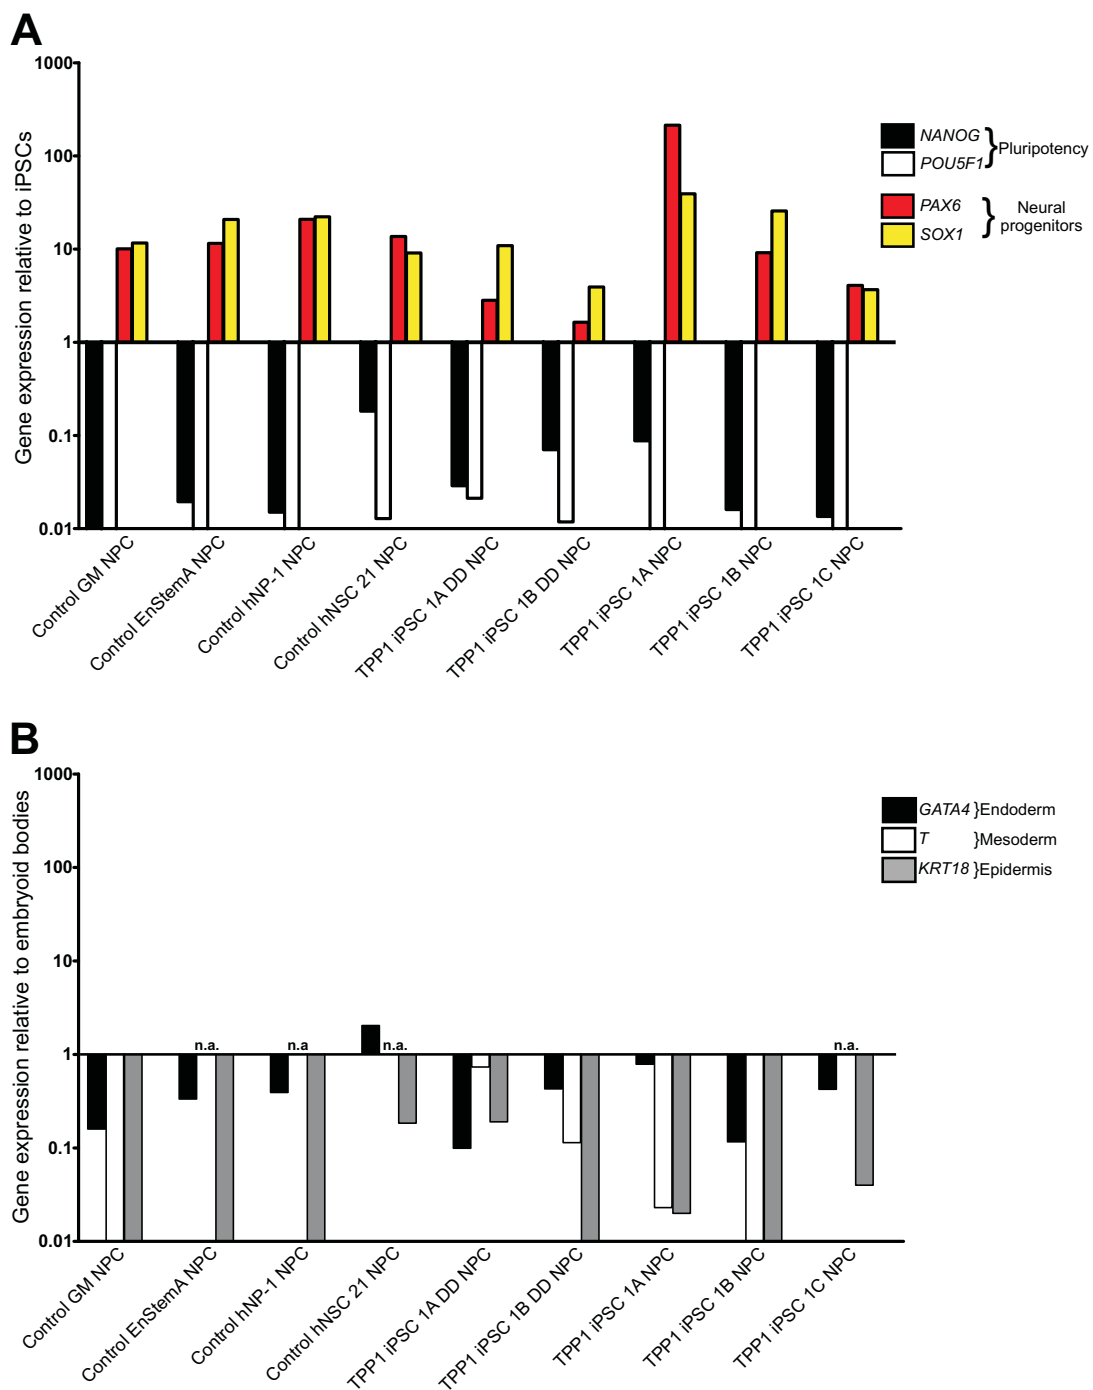 A
Gene expression relative to iPSCs
1000
100
10
1
0.1
0.01
NANOG
POU5F1
}Pluripotency
PAX6
SOX1
} Neural
progenitors
Control GM NPC
Control EnStemA NPC
Control hNP-1 NPC
Control hNSC 21 NPC
TPP1 iPSC 1A DD NPC
TPP1 iPSC 1B DD NPC
TPP1 iPSC 1A NPC
TPP1 iPSC 1B NPC
TPP1 iPSC 1C NPC
B
Gene expression relative to embryoid bodies
1000
100
10
1
0.1
0.01
GATA4 }Endoderm
T }Mesoderm
KRT18 }Epidermis
n.a.
n.a
n.a.
n.a.
Control GM NPC
Control EnStemA NPC
Control hNP-1 NPC
Control hNSC 21 NPC
TPP1 iPSC 1A DD NPC
TPP1 iPSC 1B DD NPC
TPP1 iPSC 1A NPC
TPP1 iPSC 1B NPC
TPP1 iPSC 1C NPC